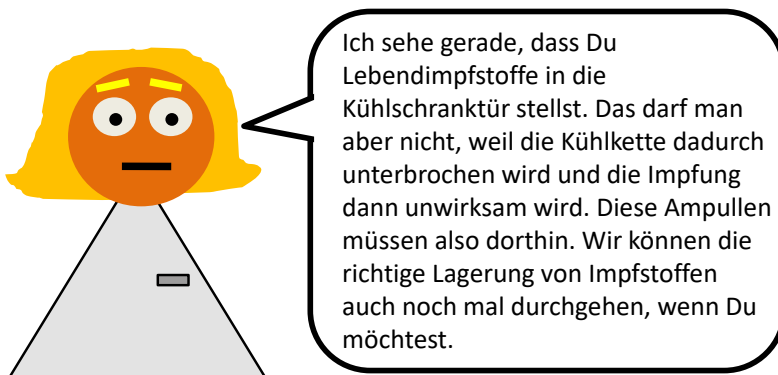 Ich sehe gerade, dass Du
Lebendimpfstoffe in die
Kühlschranktür stellst. Das darf man
aber nicht, weil die Kühlkette dadurch
unterbrochen wird und die Impfung
dann unwirksam wird. Diese Ampullen
müssen also dorthin. Wir können die
richtige Lagerung von Impfstoffen
auch noch mal durchgehen, wenn Du
möchtest.